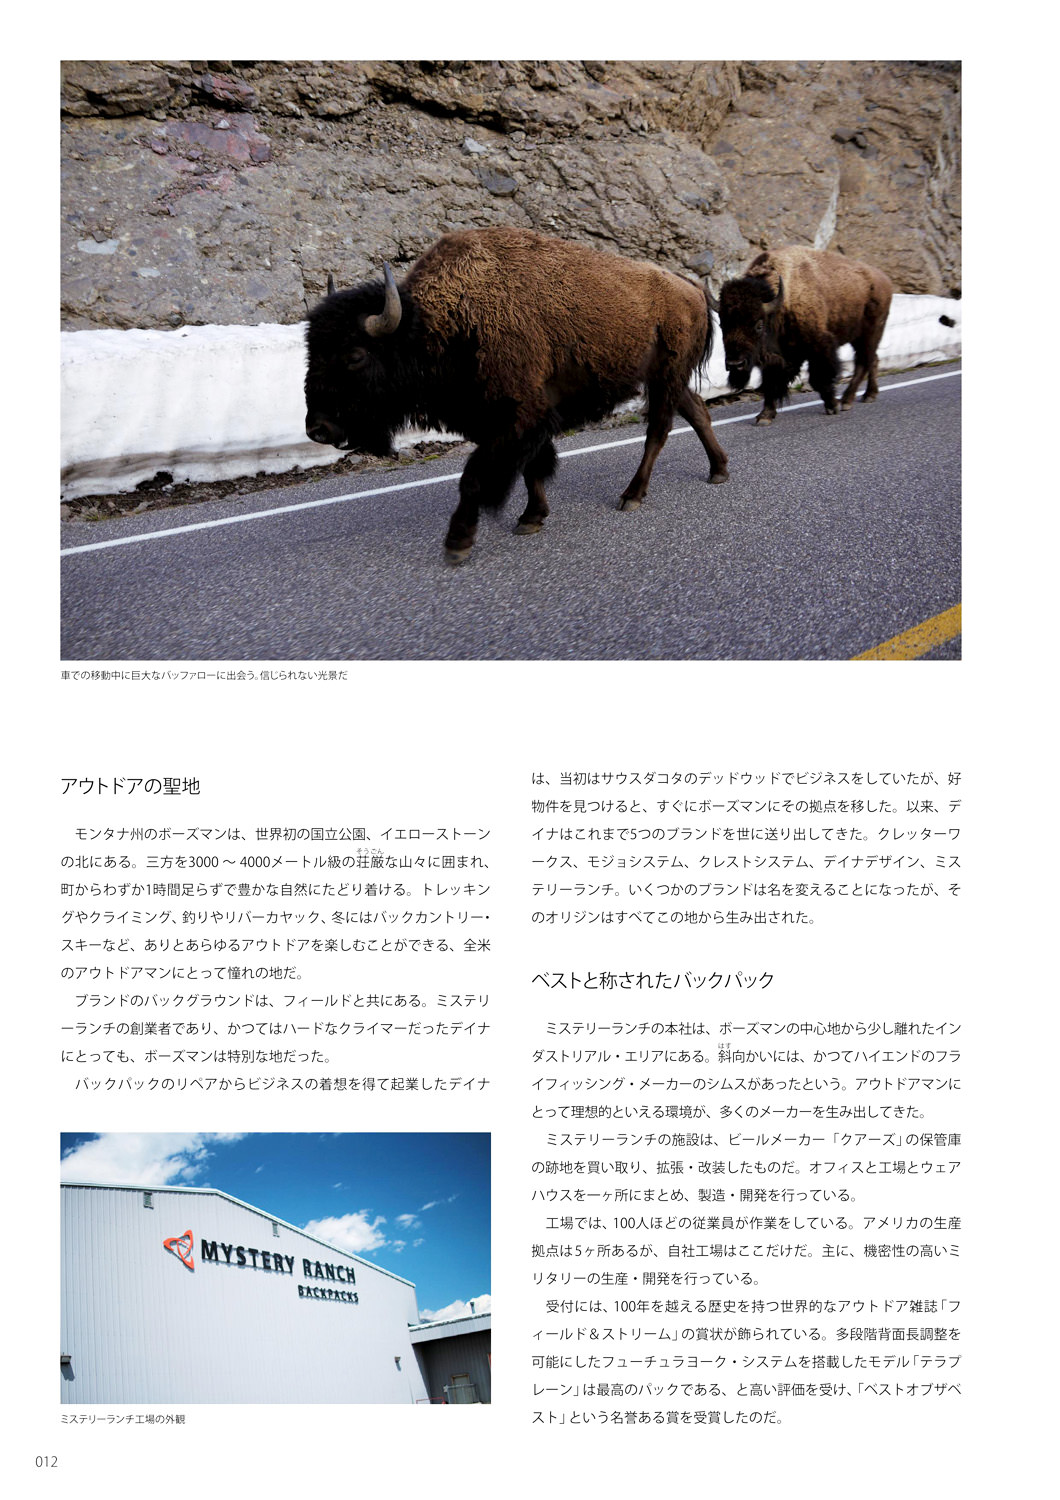 車での移動中に巨大なバッファローに出会う。信じられない光景だ
アウトドアの聖地
モンタナ州のボーズマンは、世界初の国立公園、イエローストーン
の北にある。三方を3000～4000メートル級の荘厳な山々に囲まれ、
そうごん
町からわずか1時間足らずで豊かな自然にたどり着ける。トレッキン
グやクライミング、釣りやリバーカヤック、冬にはバックカントリー・
スキーなど、ありとあらゆるアウトドアを楽しむことができる、全米
のアウトドアマンにとって憧れの地だ。
ブランドのバックグラウンドは、フィールドと共にある。ミステリ
ーランチの創業者であり、かつてはハードなクライマーだったデイナ
にとっても、ボーズマンは特別な地だった。
バックパックのリペアからビジネスの着想を得て起業したデイナ
MYSTERY RANCH
BACKPACKS
ミステリーランチ工場の外観
は、当初はサウスダコタのデッドウッドでビジネスをしていたが、好
物件を見つけると、すぐにボーズマンにその拠点を移した。以来、デ
イナはこれまで5つのブランドを世に送り出してきた。クレッターワ
ークス、モジョシステム、クレストシステム、デイナデザイン、ミス
テリーランチ。いくつかのブランドは名を変えることになったが、そ
のオリジンはすべてこの地から生み出された。
ベストと称されたバックパック
ミステリーランチの本社は、ボーズマンの中心地から少し離れたイン
ダストリアル・エリアにある。斜向かいには、かつてハイエンドのフラ
はす
イフィッシング・メーカーのシムスがあったという。アウトドアマンに
とって理想的といえる環境が、多くのメーカーを生み出してきた。
ミステリーランチの施設は、ビールメーカー「クアーズ」の保管庫
の跡地を買い取り、拡張・改装したものだ。オフィスと工場とウェア
ハウスを一ヶ所にまとめ、製造・開発を行っている。
工場では、100人ほどの従業員が作業をしている。アメリカの生産
拠点は5ヶ所あるが、自社工場はここだけだ。主に、機密性の高いミ
リタリーの生産・開発を行っている。
受付には、100年を越える歴史を持つ世界的なアウトドア雑誌「フ
ィールド＆ストリーム」の賞状が飾られている。多段階背面長調整を
可能にしたフューチュラヨーク・システムを搭載したモデル「テラプ
レーン」は最高のパックである、と高い評価を受け、「ベストオブザベ
スト」という名誉ある賞を受賞したのだ。
012